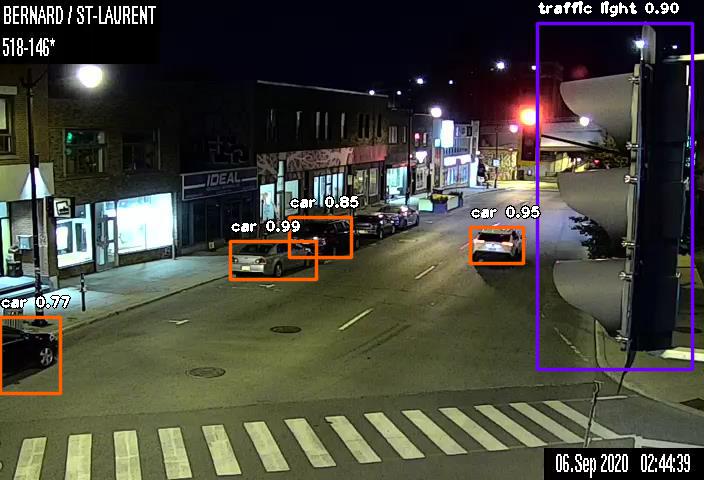 BERNARD / ST-LAURENT
518-146*
traffic light 0.90
IDEAL
car 0.85
car 0.95
car 0.99
car 0.77
06.Sep 2020 02:44:39